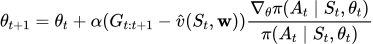 θ_{t+1} = θ_t + α(G_{t:t+1} − v̂(S_t, **w**)) ∇_θ π(A_t | S_t, θ_t) / π(A_t | S_t, θ_t)